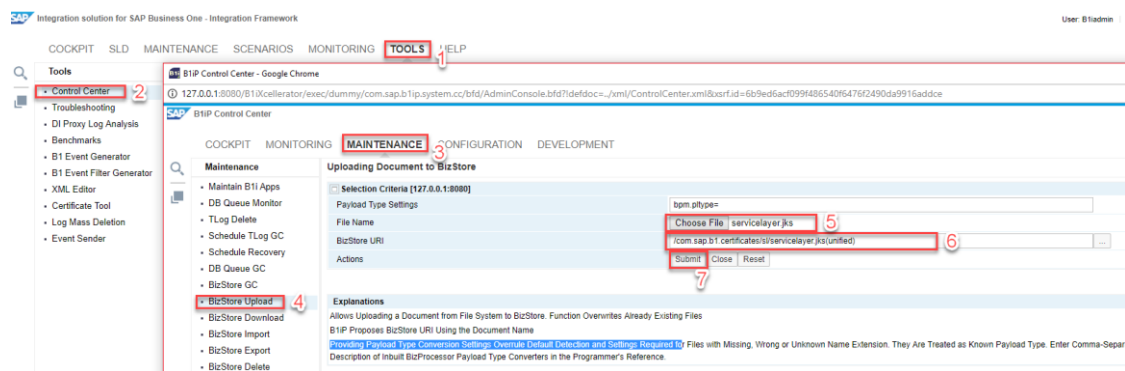 SAP Integration solution for SAP Business One - Integration Framework
User: B1iadmin
COCKPIT SLD MAINTENANCE SCENARIOS MONITORING TOOLS HELP
1
Tools
• Control Center 2
• Troubleshooting
• DI Proxy Log Analysis
• Benchmarks
• B1 Event Generator
• B1 Event Filter Generator
• XML Editor
• Certificate Tool
• Log Mass Deletion
• Event Sender
B1iP Control Center - Google Chrome
127.0.0.1:8080/B1iXcellerator/exec/dummy/com.sap.b1ip.system.cc/bfd/AdminConsole.bfd?!defdoc=../xml/ControlCenter.xml&xsrf.id=6b9ed6acf099f486540f6476f2490da9916addce
SAP B1iP Control Center
COCKPIT MONITORING MAINTENANCE CONFIGURATION DEVELOPMENT
3
Maintenance
• Maintain B1i Apps
• DB Queue Monitor
• TLog Delete
• Schedule TLog GC
• Schedule Recovery
• DB Queue GC
• BizStore GC
• BizStore Upload 4
• BizStore Download
• BizStore Import
• BizStore Export
• BizStore Delete
Uploading Document to BizStore
Selection Criteria [127.0.0.1:8080]
Payload Type Settings bpm.pltype=
File Name Choose File servicelayer.jks 5
BizStore URI /com.sap.b1.certificates/sl/servicelayer.jks(unified) ... 6
Actions Submit Close Reset
7
Explanations
Allows Uploading a Document from File System to BizStore. Function Overwrites Already Existing Files
B1iP Proposes BizStore URI Using the Document Name
Providing Payload Type Conversion Settings Overrule Default Detection and Settings Required for Files with Missing, Wrong or Unknown Name Extension. They Are Treated as Known Payload Type. Enter Comma-Separ
Description of Inbuilt BizProcessor Payload Type Converters in the Programmer's Reference.